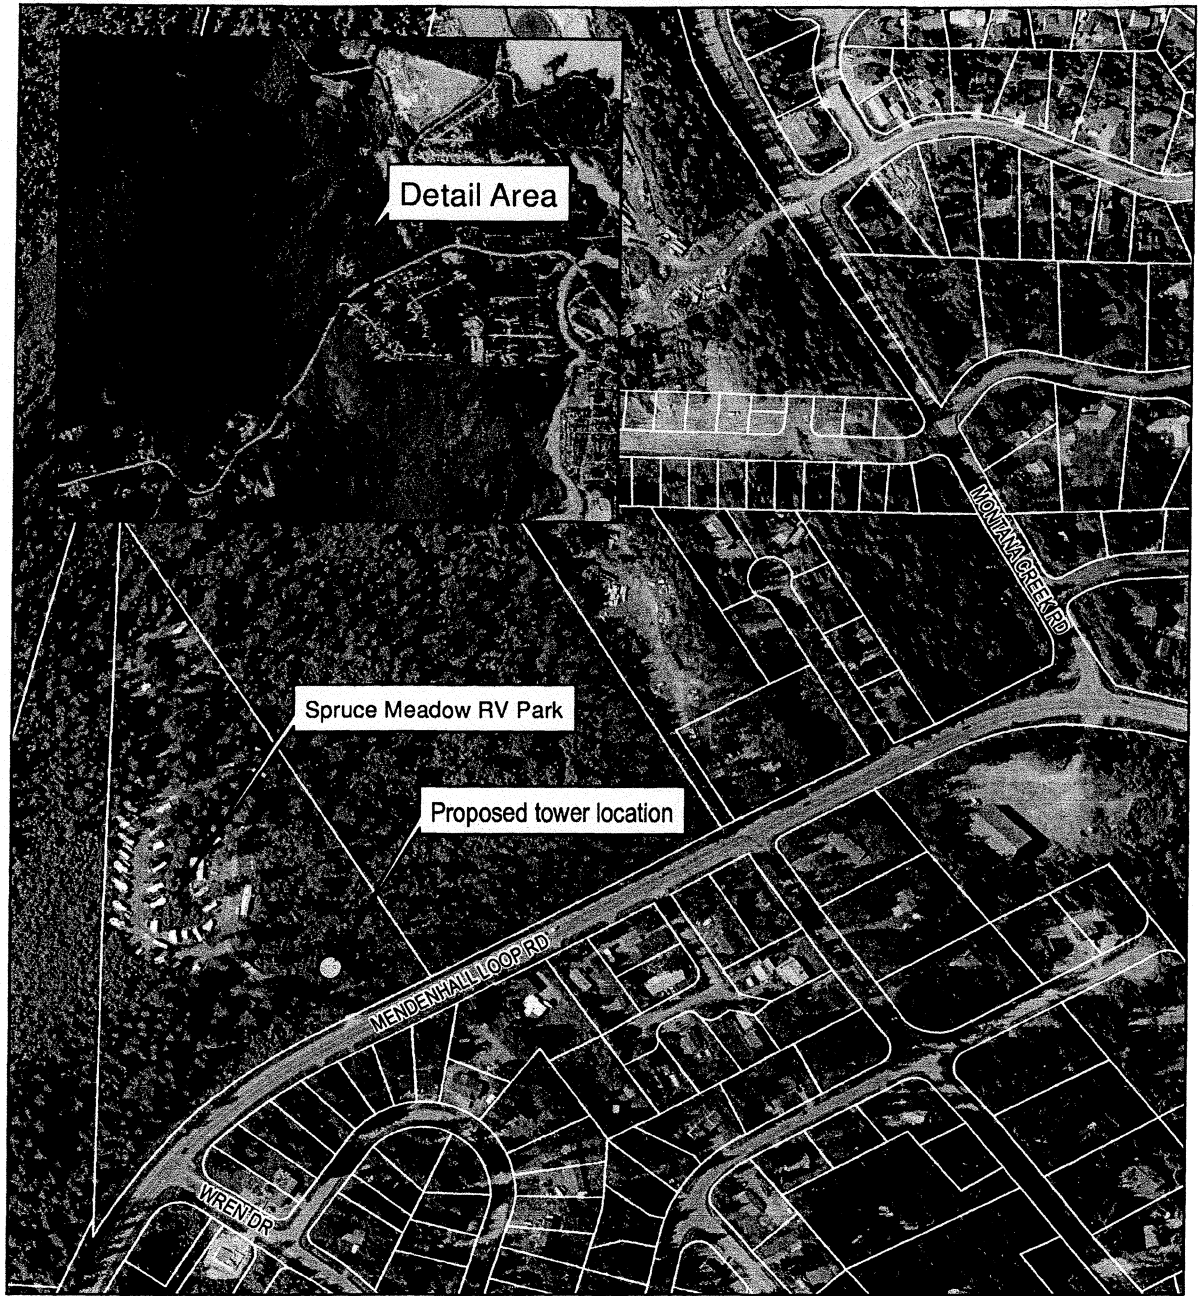 Detail Area
MONTANA CREEK RD
Spruce Meadow RV Park
Proposed tower location
MENDENHALL LOOP RD
WREN DR